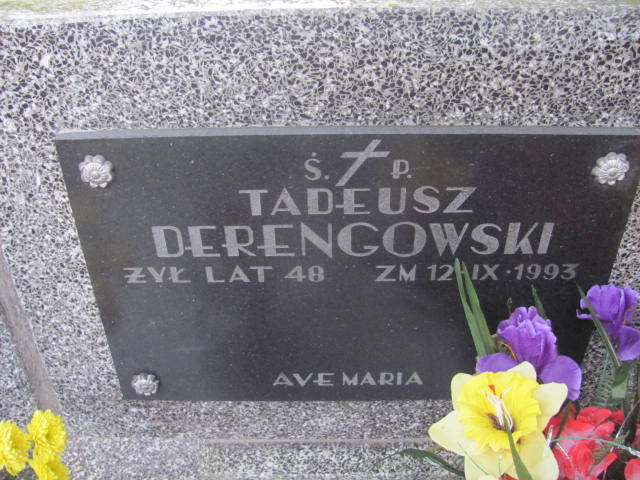 Ś. P.
TADEUSZ
DERENGOWSKI
ŻYŁ LAT 48 ZM 12 IX · 1993
AVE MARIA